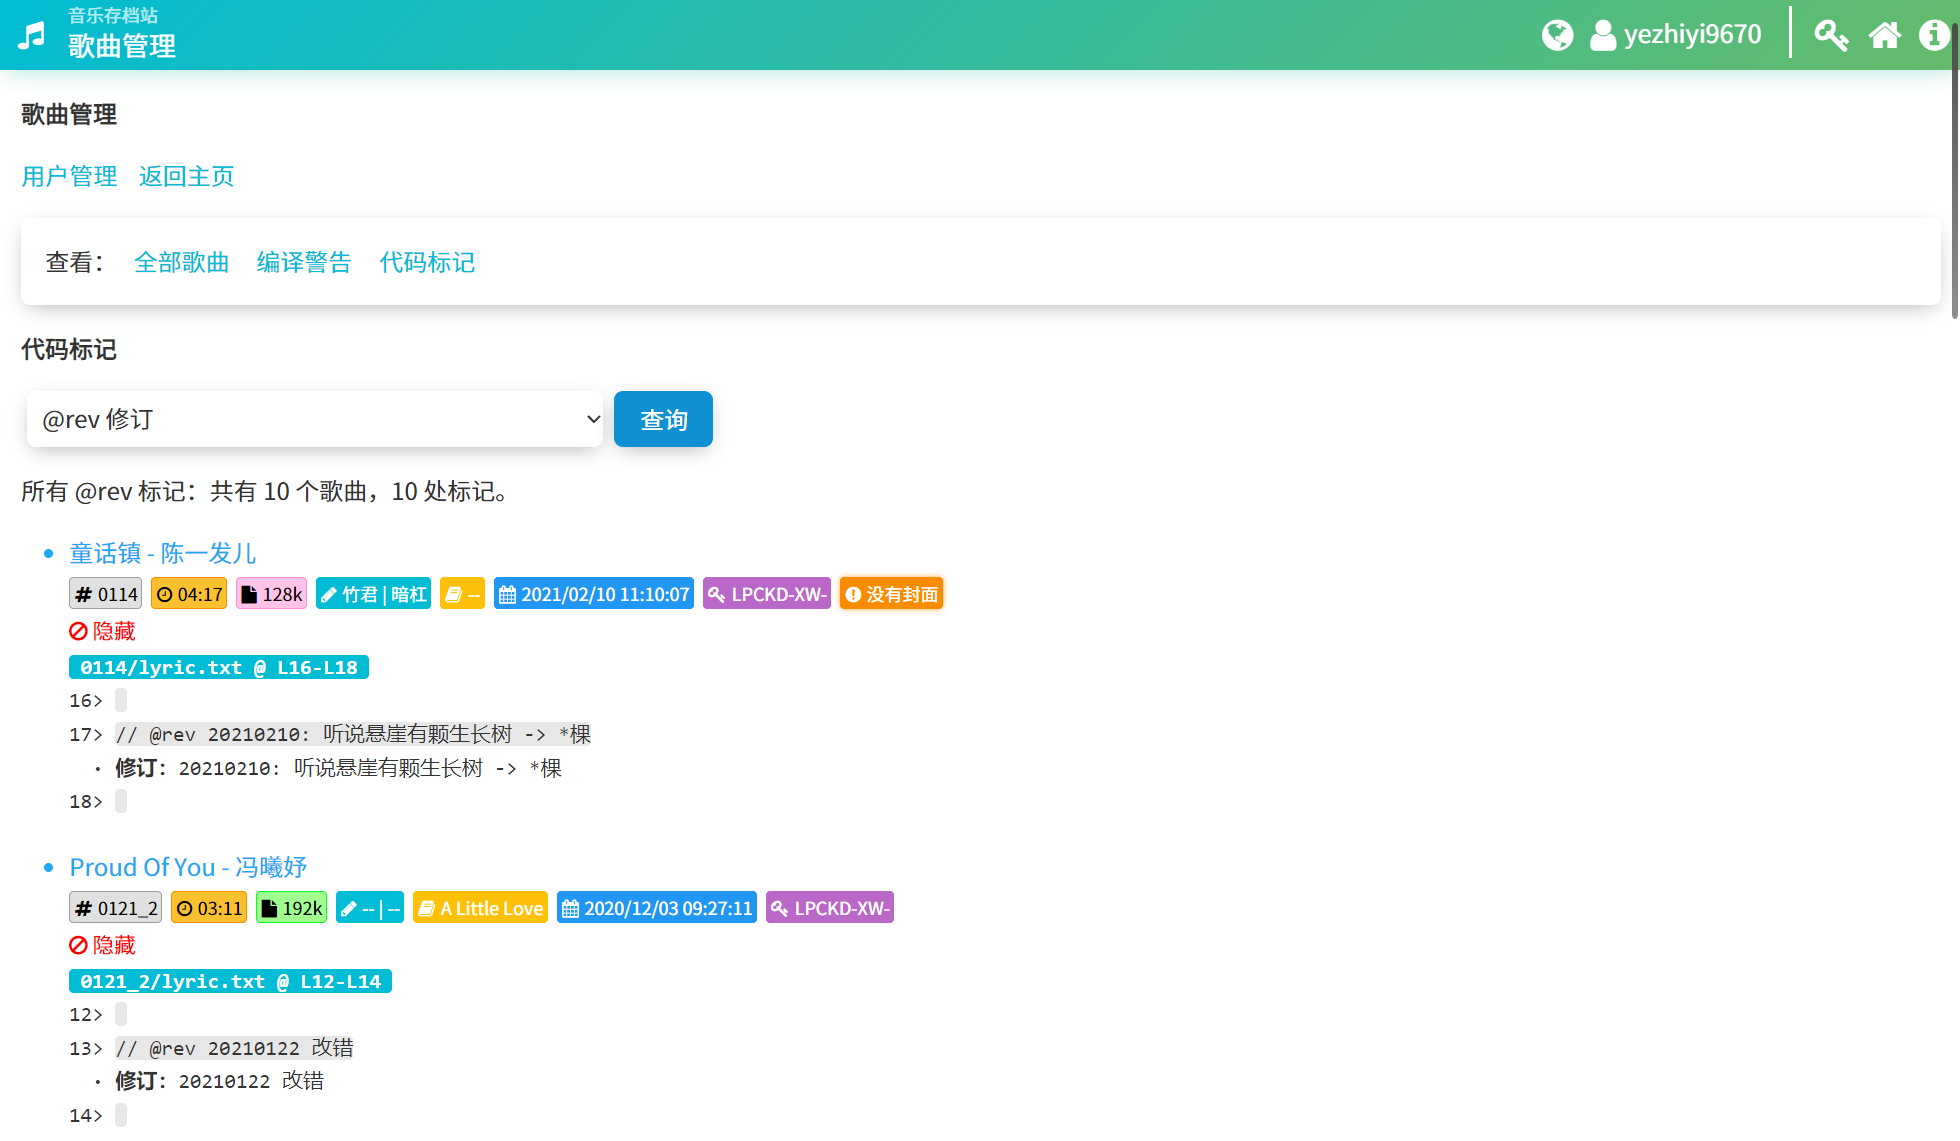 音乐存档站
歌曲管理
yezhiyi9670
歌曲管理
用户管理 返回主页
查看： 全部歌曲 编译警告 代码标记
代码标记
@rev 修订 查询
所有 @rev 标记：共有 10 个歌曲，10 处标记。
童话镇 - 陈一发儿
# 0114 04:17 128k 竹君 | 暗杠 -- 2021/02/10 11:10:07 LPCKD-XW- 没有封面
隐藏
0114/lyric.txt @ L16-L18
16>
17> // @rev 20210210: 听说悬崖有颗生长树 -> *棵
· 修订：20210210: 听说悬崖有颗生长树 -> *棵
18>
Proud Of You - 冯曦妤
# 0121_2 03:11 192k -- | -- A Little Love 2020/12/03 09:27:11 LPCKD-XW-
隐藏
0121_2/lyric.txt @ L12-L14
12>
13> // @rev 20210122 改错
· 修订：20210122 改错
14>